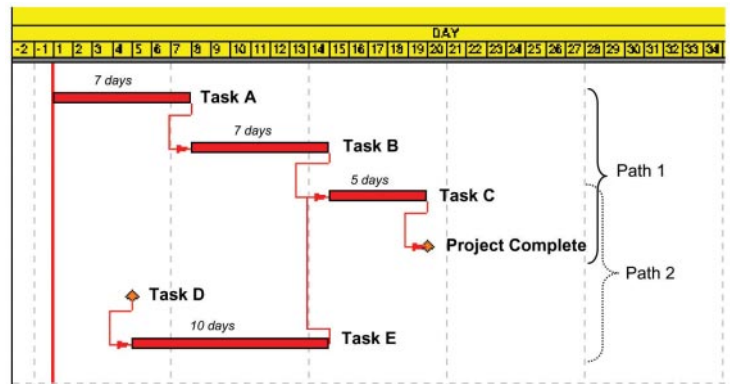 DAY
-2 -1 1 2 3 4 5 6 7 8 9 10 11 12 13 14 15 16 17 18 19 20 21 22 23 24 25 26 27 28 29 30 31 32 33 34
7 days
Task A
7 days
Task B
5 days
Task C
Path 1
Project Complete
Path 2
Task D
10 days
Task E